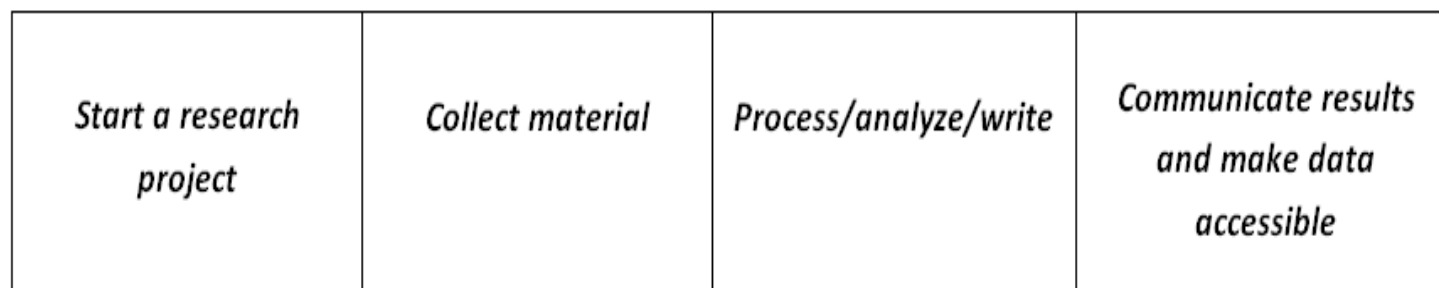 Start a research
project
Collect material
Process/analyze/write
Communicate results
and make data
accessible